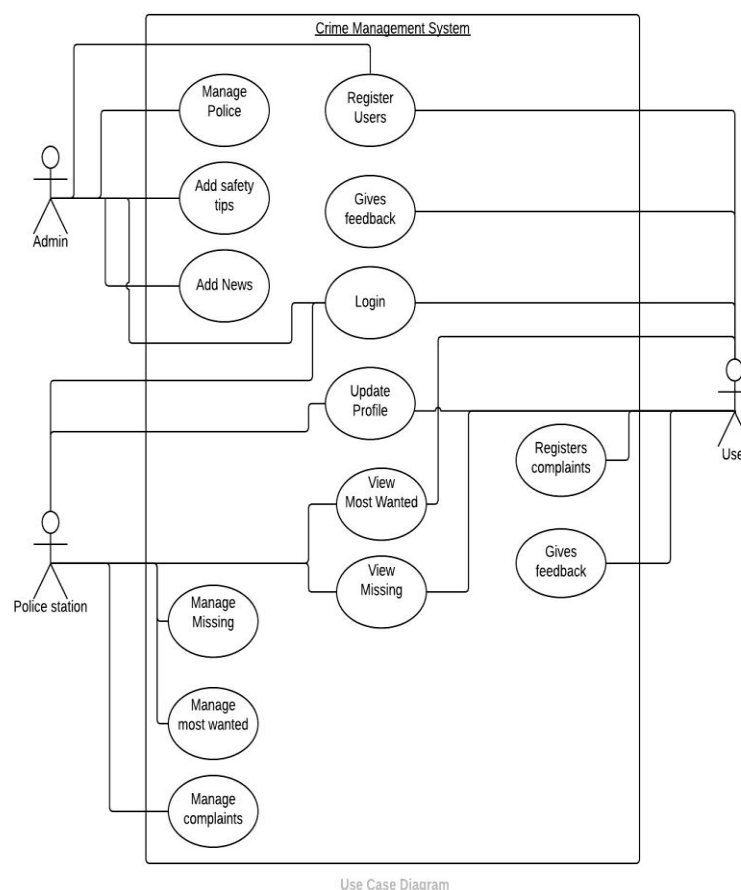 Crime Management System
Manage
Police
Register
Users
Add safety
tips
Gives
feedback
Admin
Add News
Login
Update
Profile
Registers
complaints
Use
View
Most Wanted
Gives
feedback
View
Missing
Police station
Manage
Missing
Manage
most wanted
Manage
complaints
Use Case Diagram